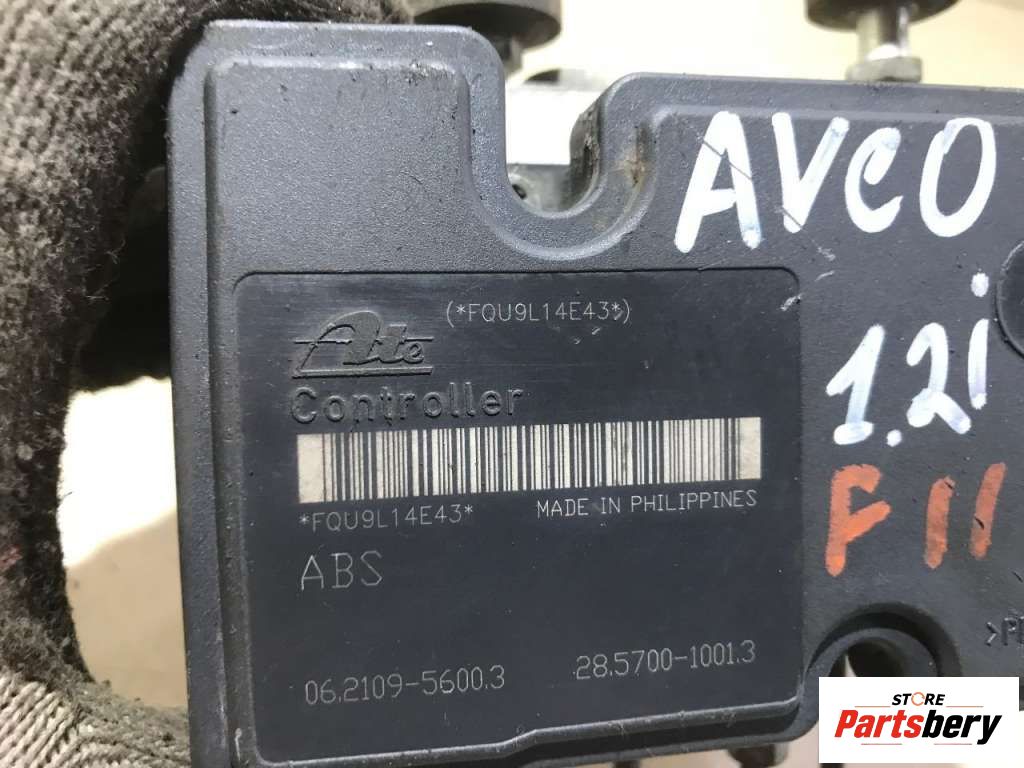 AVCO
1.2i
F11
(*FQU9L14E43*)
Ate
Controller
*FQU9L14E43*
MADE IN PHILIPPINES
ABS
06.2109-5600.3
28.5700-1001.3
STORE
Partsbery